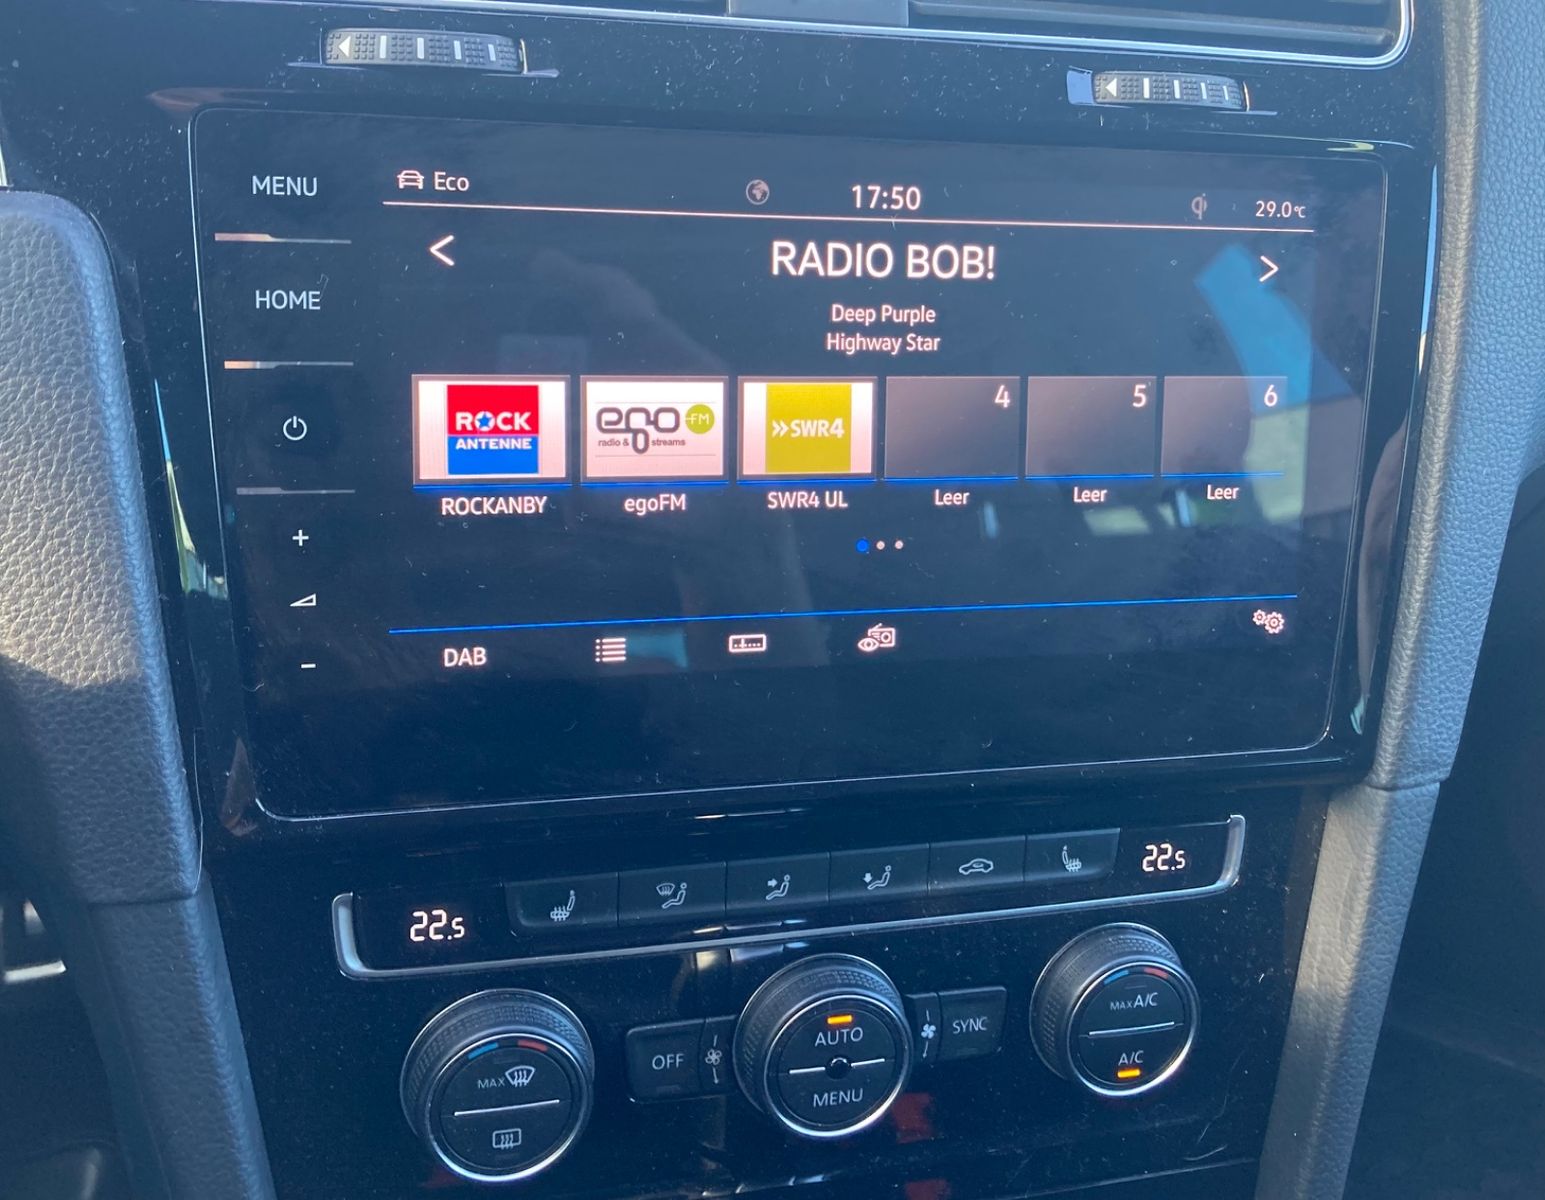 MENU
Eco
17:50
29.0°C
HOME
<
RADIO BOB!
>
Deep Purple
Highway Star
ROCK
ANTENNE
ego
FM
radio & streams
»SWR4
4
5
6
ROCKANBY
egoFM
SWR4 UL
Leer
Leer
Leer
+
-
DAB
22.5
22.5
MAX
OFF
AUTO
MENU
SYNC
MAX A/C
A/C